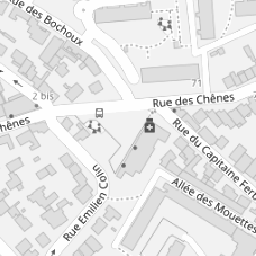 Rue des Bochoux
71
2 bis
Rue des Chênes
hênes
Rue du Capitaine Ferb
Rue Emilien Colin
Allée des Mouettes